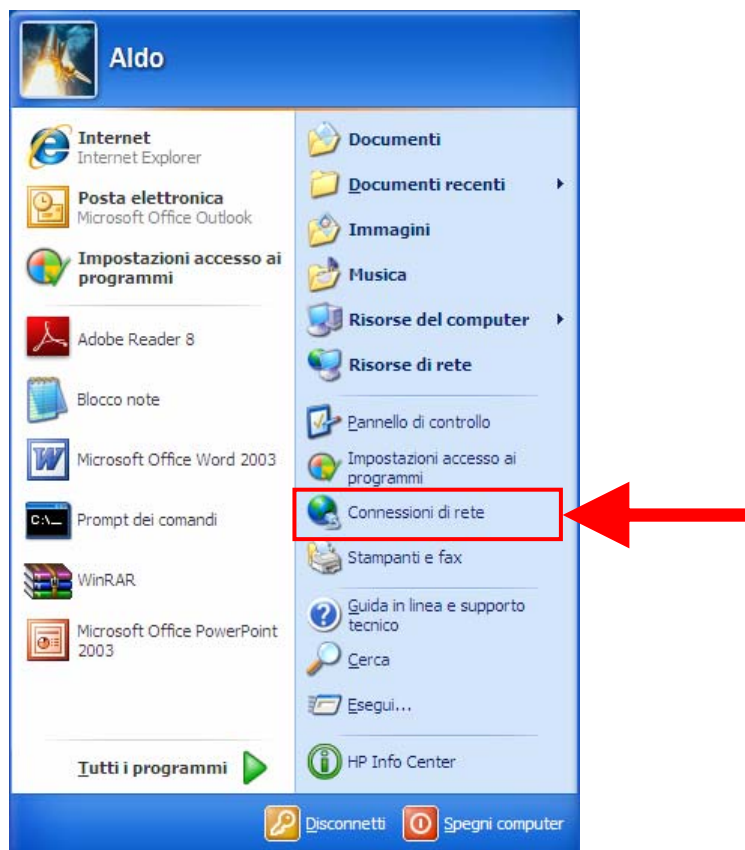 Aldo
Internet
Internet Explorer
Posta elettronica
Microsoft Office Outlook
Impostazioni accesso ai
programmi
Adobe Reader 8
Blocco note
Microsoft Office Word 2003
C:\_
Prompt dei comandi
WinRAR
Microsoft Office PowerPoint
2003
Tutti i programmi
Documenti
Documenti recenti
Immagini
Musica
Risorse del computer
Risorse di rete
Pannello di controllo
Impostazioni accesso ai
programmi
Connessioni di rete
Stampanti e fax
Guida in linea e supporto
tecnico
Cerca
Esegui...
HP Info Center
Disconnetti
Spegni computer